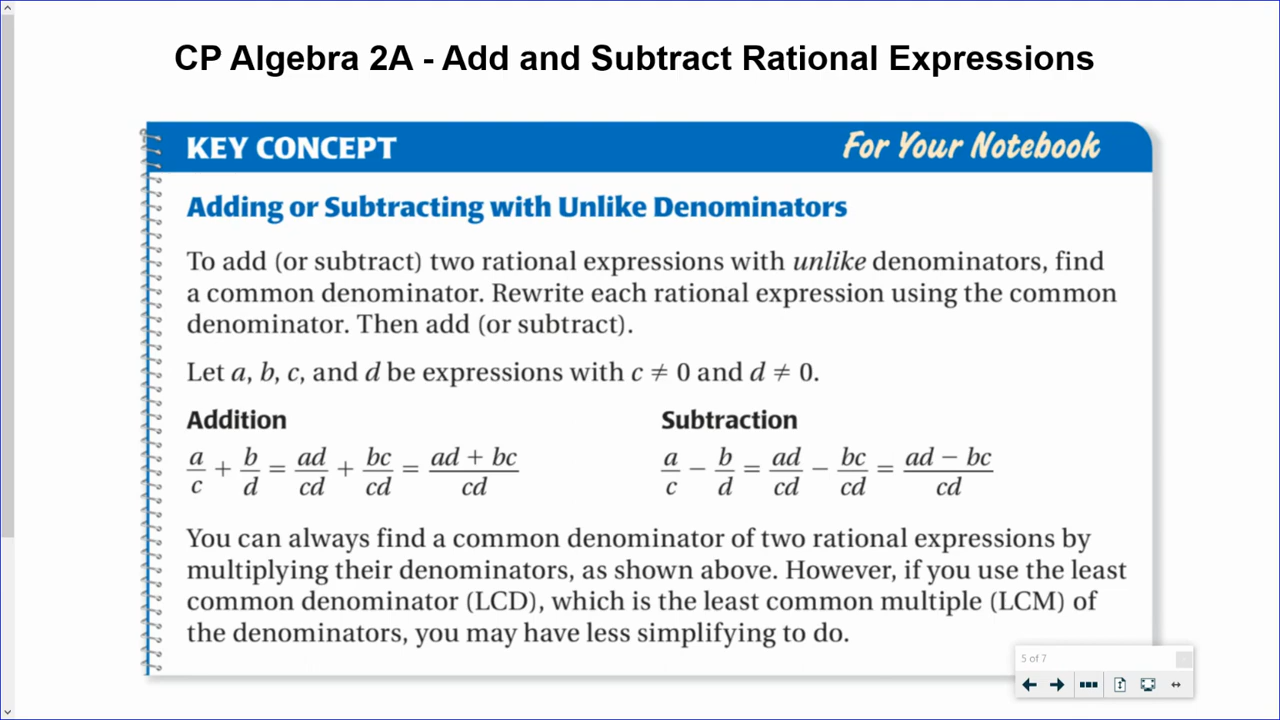 CP Algebra 2A - Add and Subtract Rational Expressions
KEY CONCEPT
For Your Notebook
Adding or Subtracting with Unlike Denominators
To add (or subtract) two rational expressions with unlike denominators, find
a common denominator. Rewrite each rational expression using the common
denominator. Then add (or subtract).
Let a, b, c, and d be expressions with c ≠ 0 and d ≠ 0.
Addition
a/c + b/d = ad/cd + bc/cd = (ad + bc)/cd
Subtraction
a/c − b/d = ad/cd − bc/cd = (ad − bc)/cd
You can always find a common denominator of two rational expressions by
multiplying their denominators, as shown above. However, if you use the least
common denominator (LCD), which is the least common multiple (LCM) of
the denominators, you may have less simplifying to do.
5 of 7